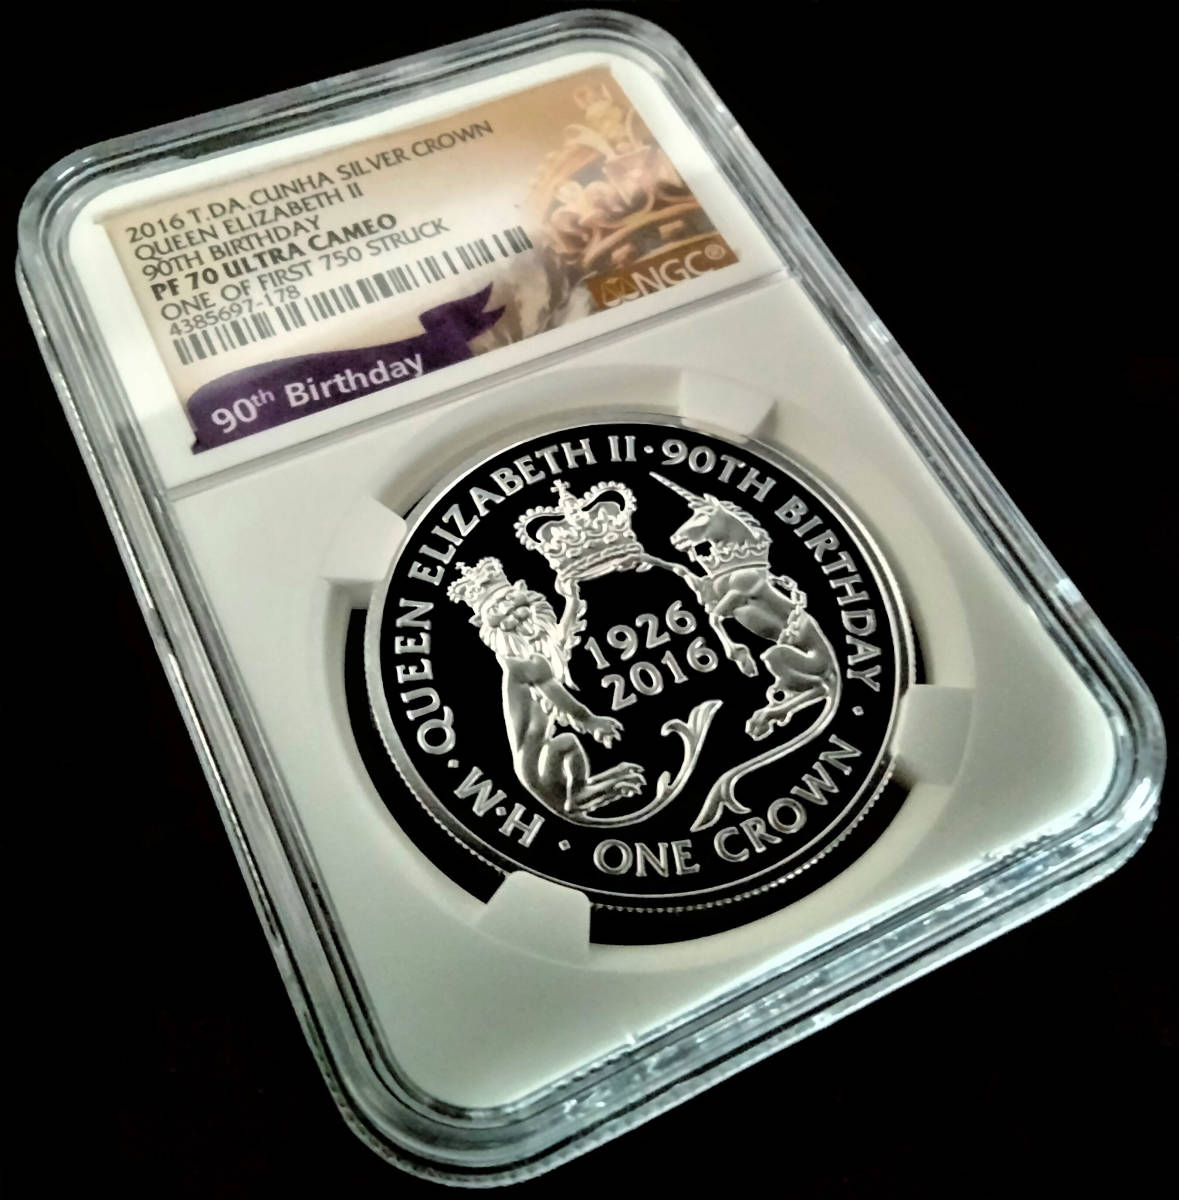 2016 T.DA.CUNHA SILVER CROWN
QUEEN ELIZABETH II
90TH BIRTHDAY
PF 70 ULTRA CAMEO
ONE OF FIRST 750 STRUCK
4385697-178
NGC®
90th Birthday
H·M·QUEEN ELIZABETH II·90TH BIRTHDAY·
1926
2016
ONE CROWN·